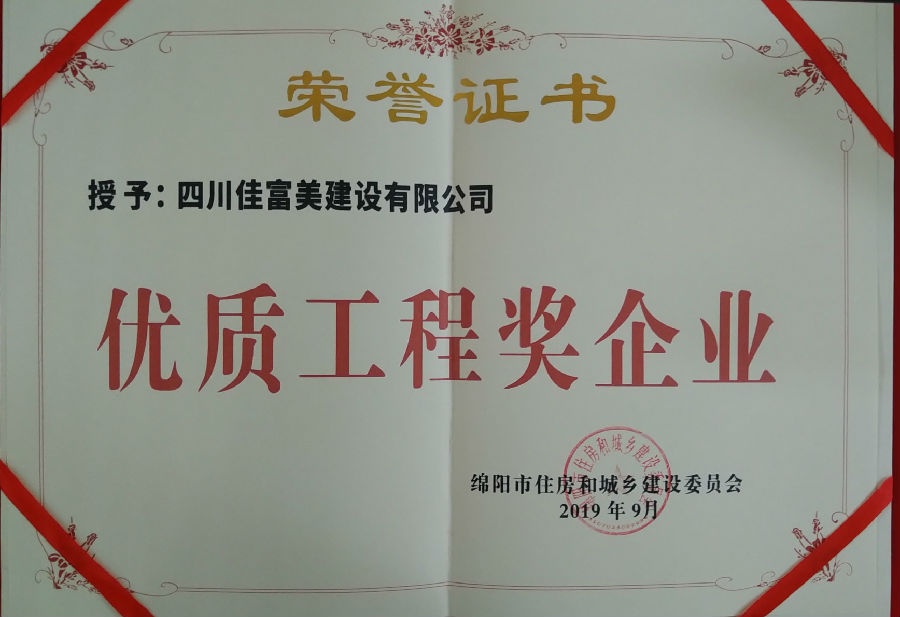 荣誉证书
授予：四川佳富美建设有限公司
优质工程奖企业
绵阳市住房和城乡建设委员会
2019年9月